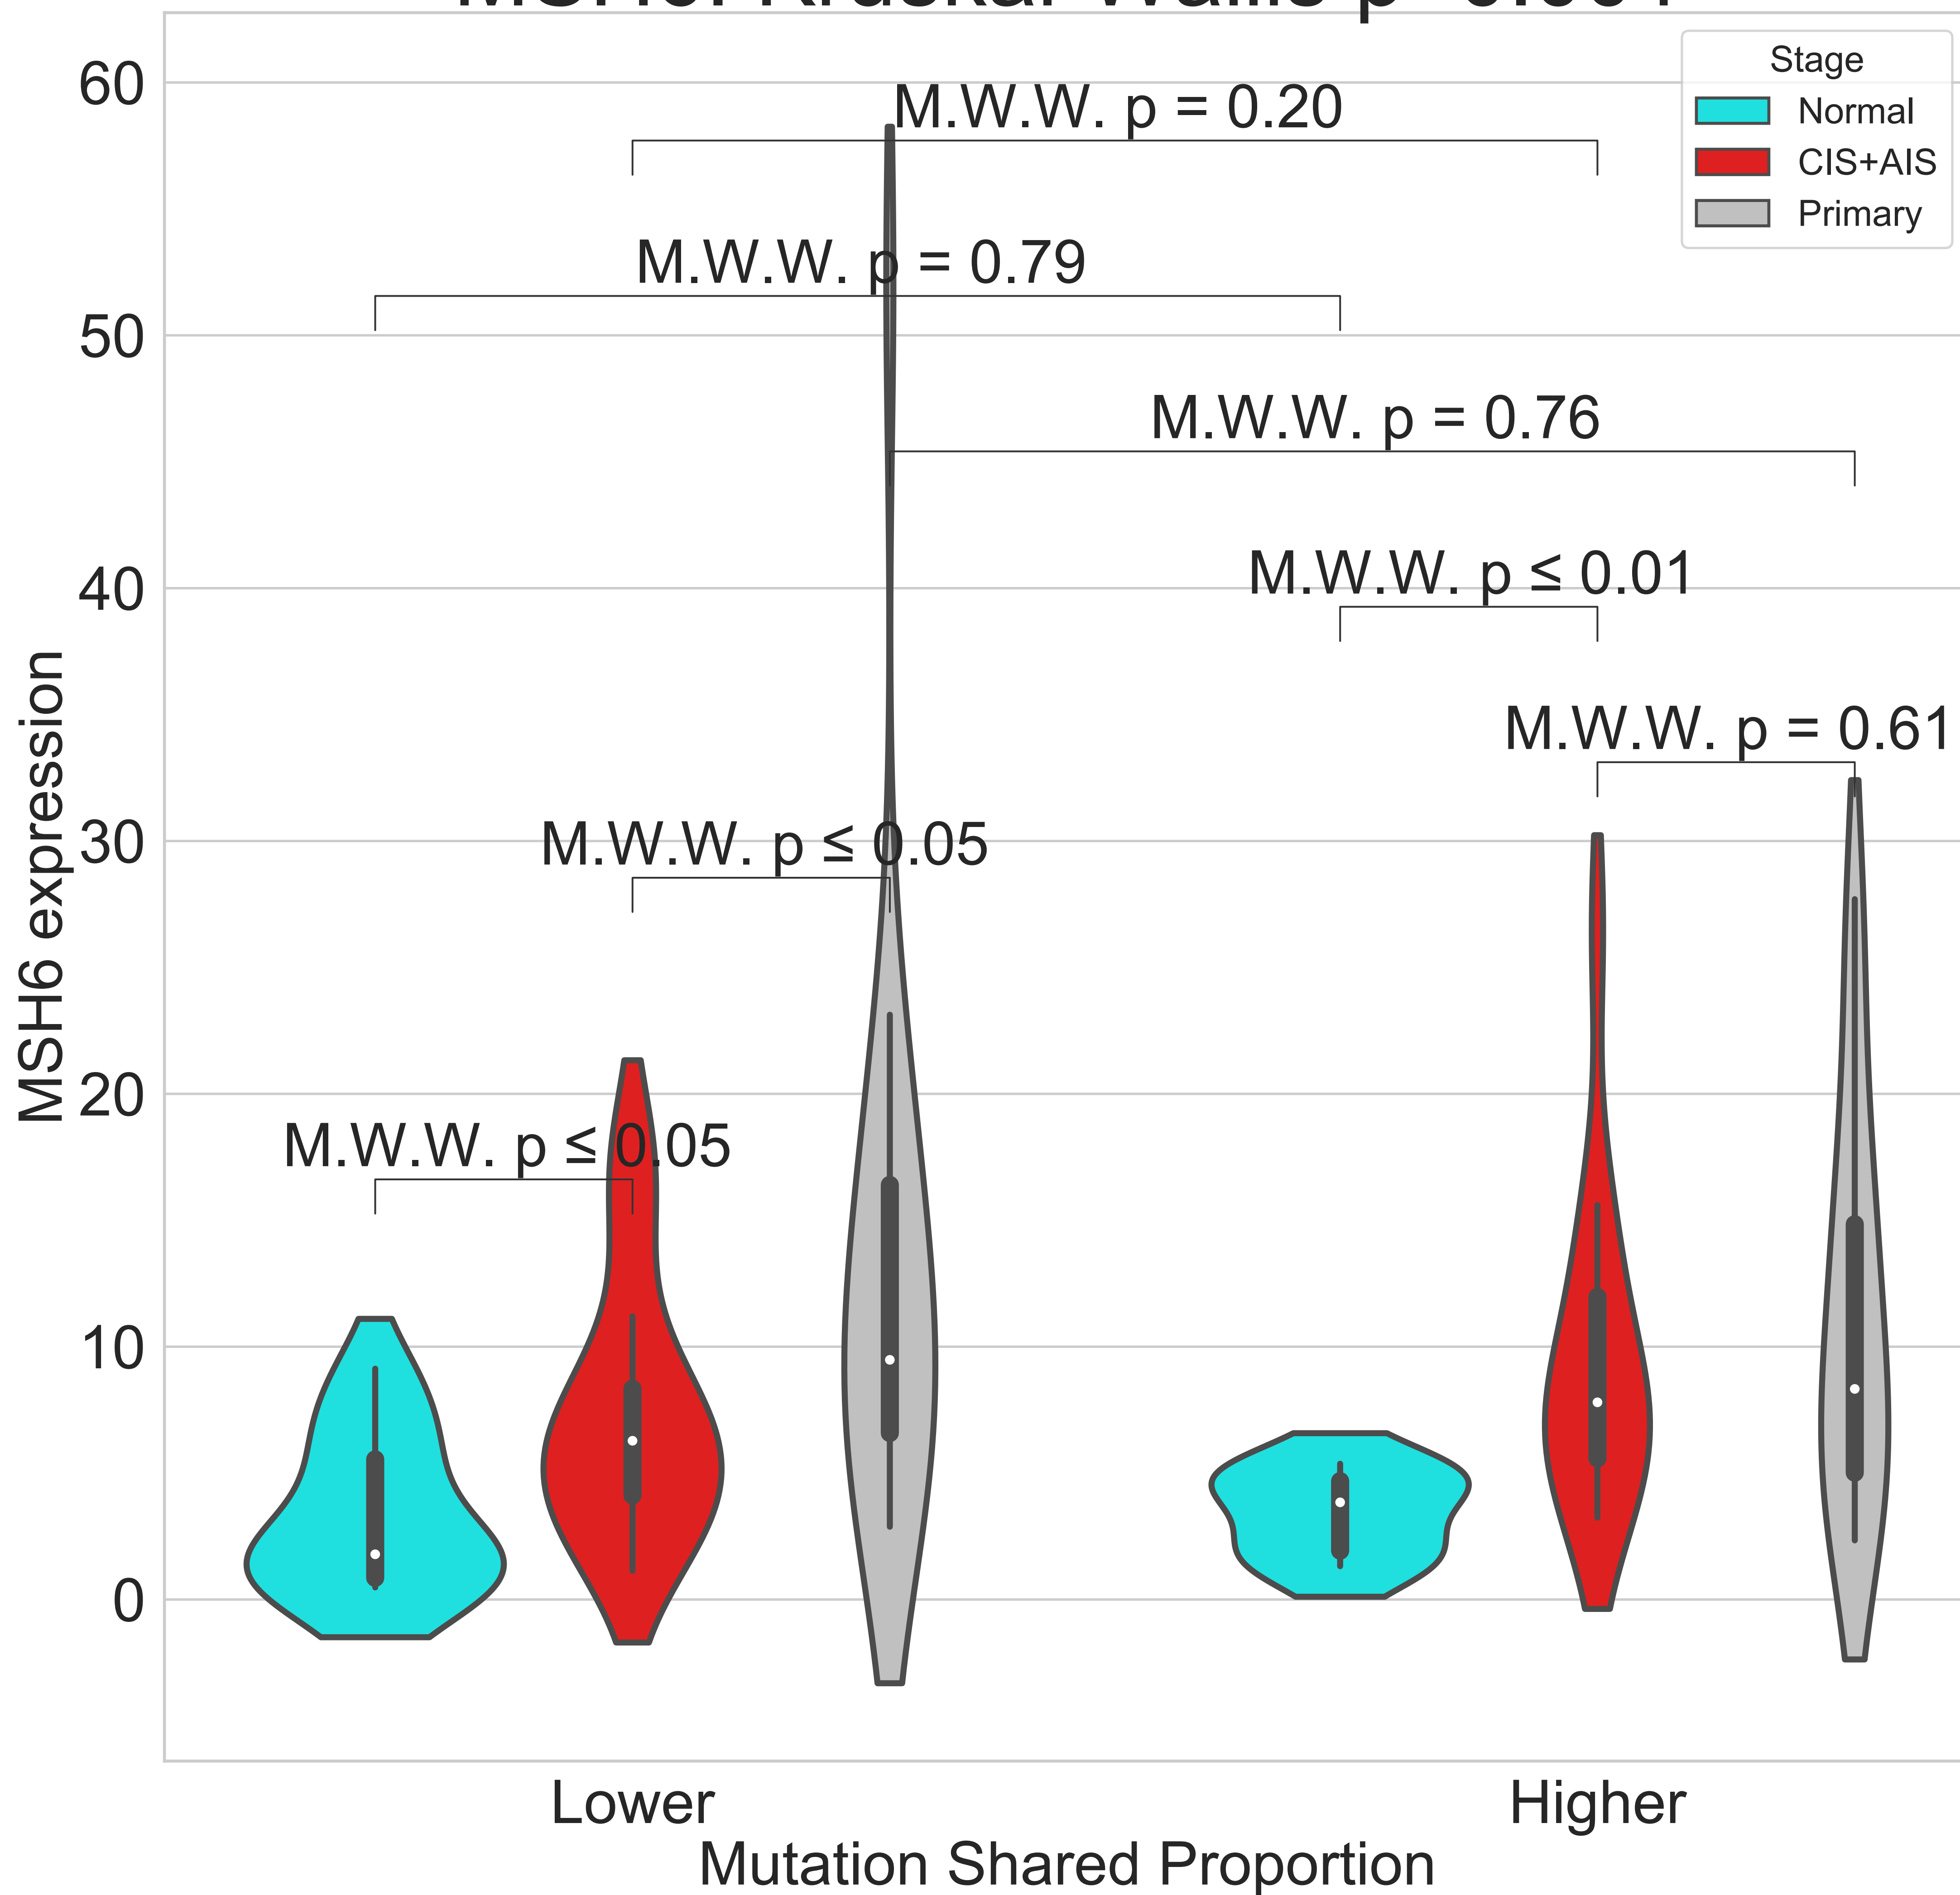 Stage
Normal
CIS+AIS
Primary
M.W.W. p = 0.20
M.W.W. p = 0.79
M.W.W. p = 0.76
M.W.W. p ≤ 0.01
M.W.W. p = 0.61
M.W.W. p ≤ 0.05
M.W.W. p ≤ 0.05
60
50
40
30
20
10
0
MSH6 expression
Lower
Higher
Mutation Shared Proportion